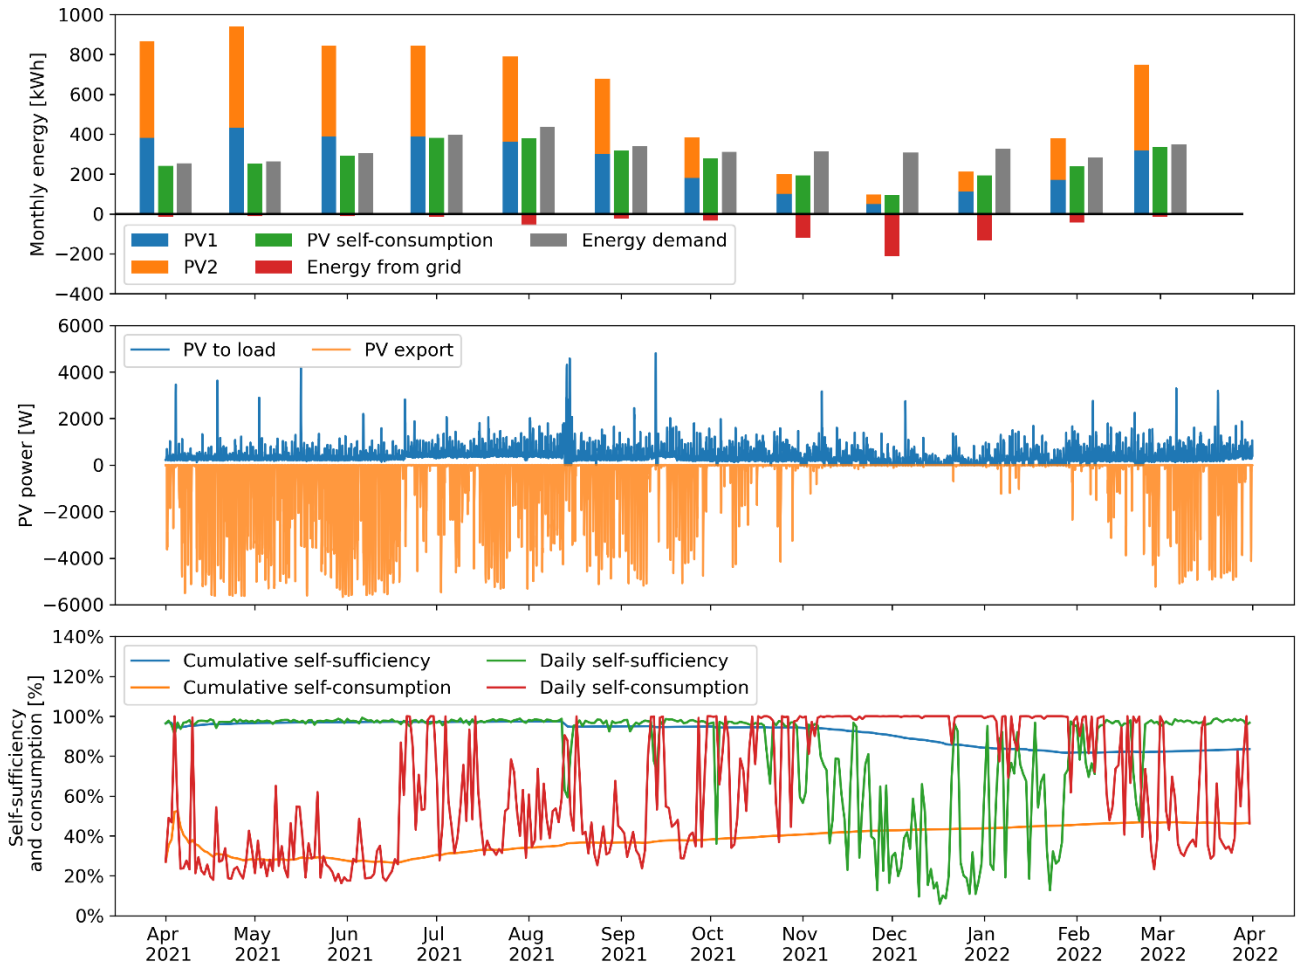 1000
800
600
400
200
0
−200
−400
Monthly energy [kWh]
PV1
PV2
PV self-consumption
Energy from grid
Energy demand
6000
4000
2000
0
−2000
−4000
−6000
PV power [W]
PV to load
PV export
140%
120%
100%
80%
60%
40%
20%
0%
Self-sufficiency
and consumption [%]
Cumulative self-sufficiency
Cumulative self-consumption
Daily self-sufficiency
Daily self-consumption
Apr May Jun Jul Aug Sep Oct Nov Dec Jan Feb Mar Apr
2021 2021 2021 2021 2021 2021 2021 2021 2021 2022 2022 2022 2022